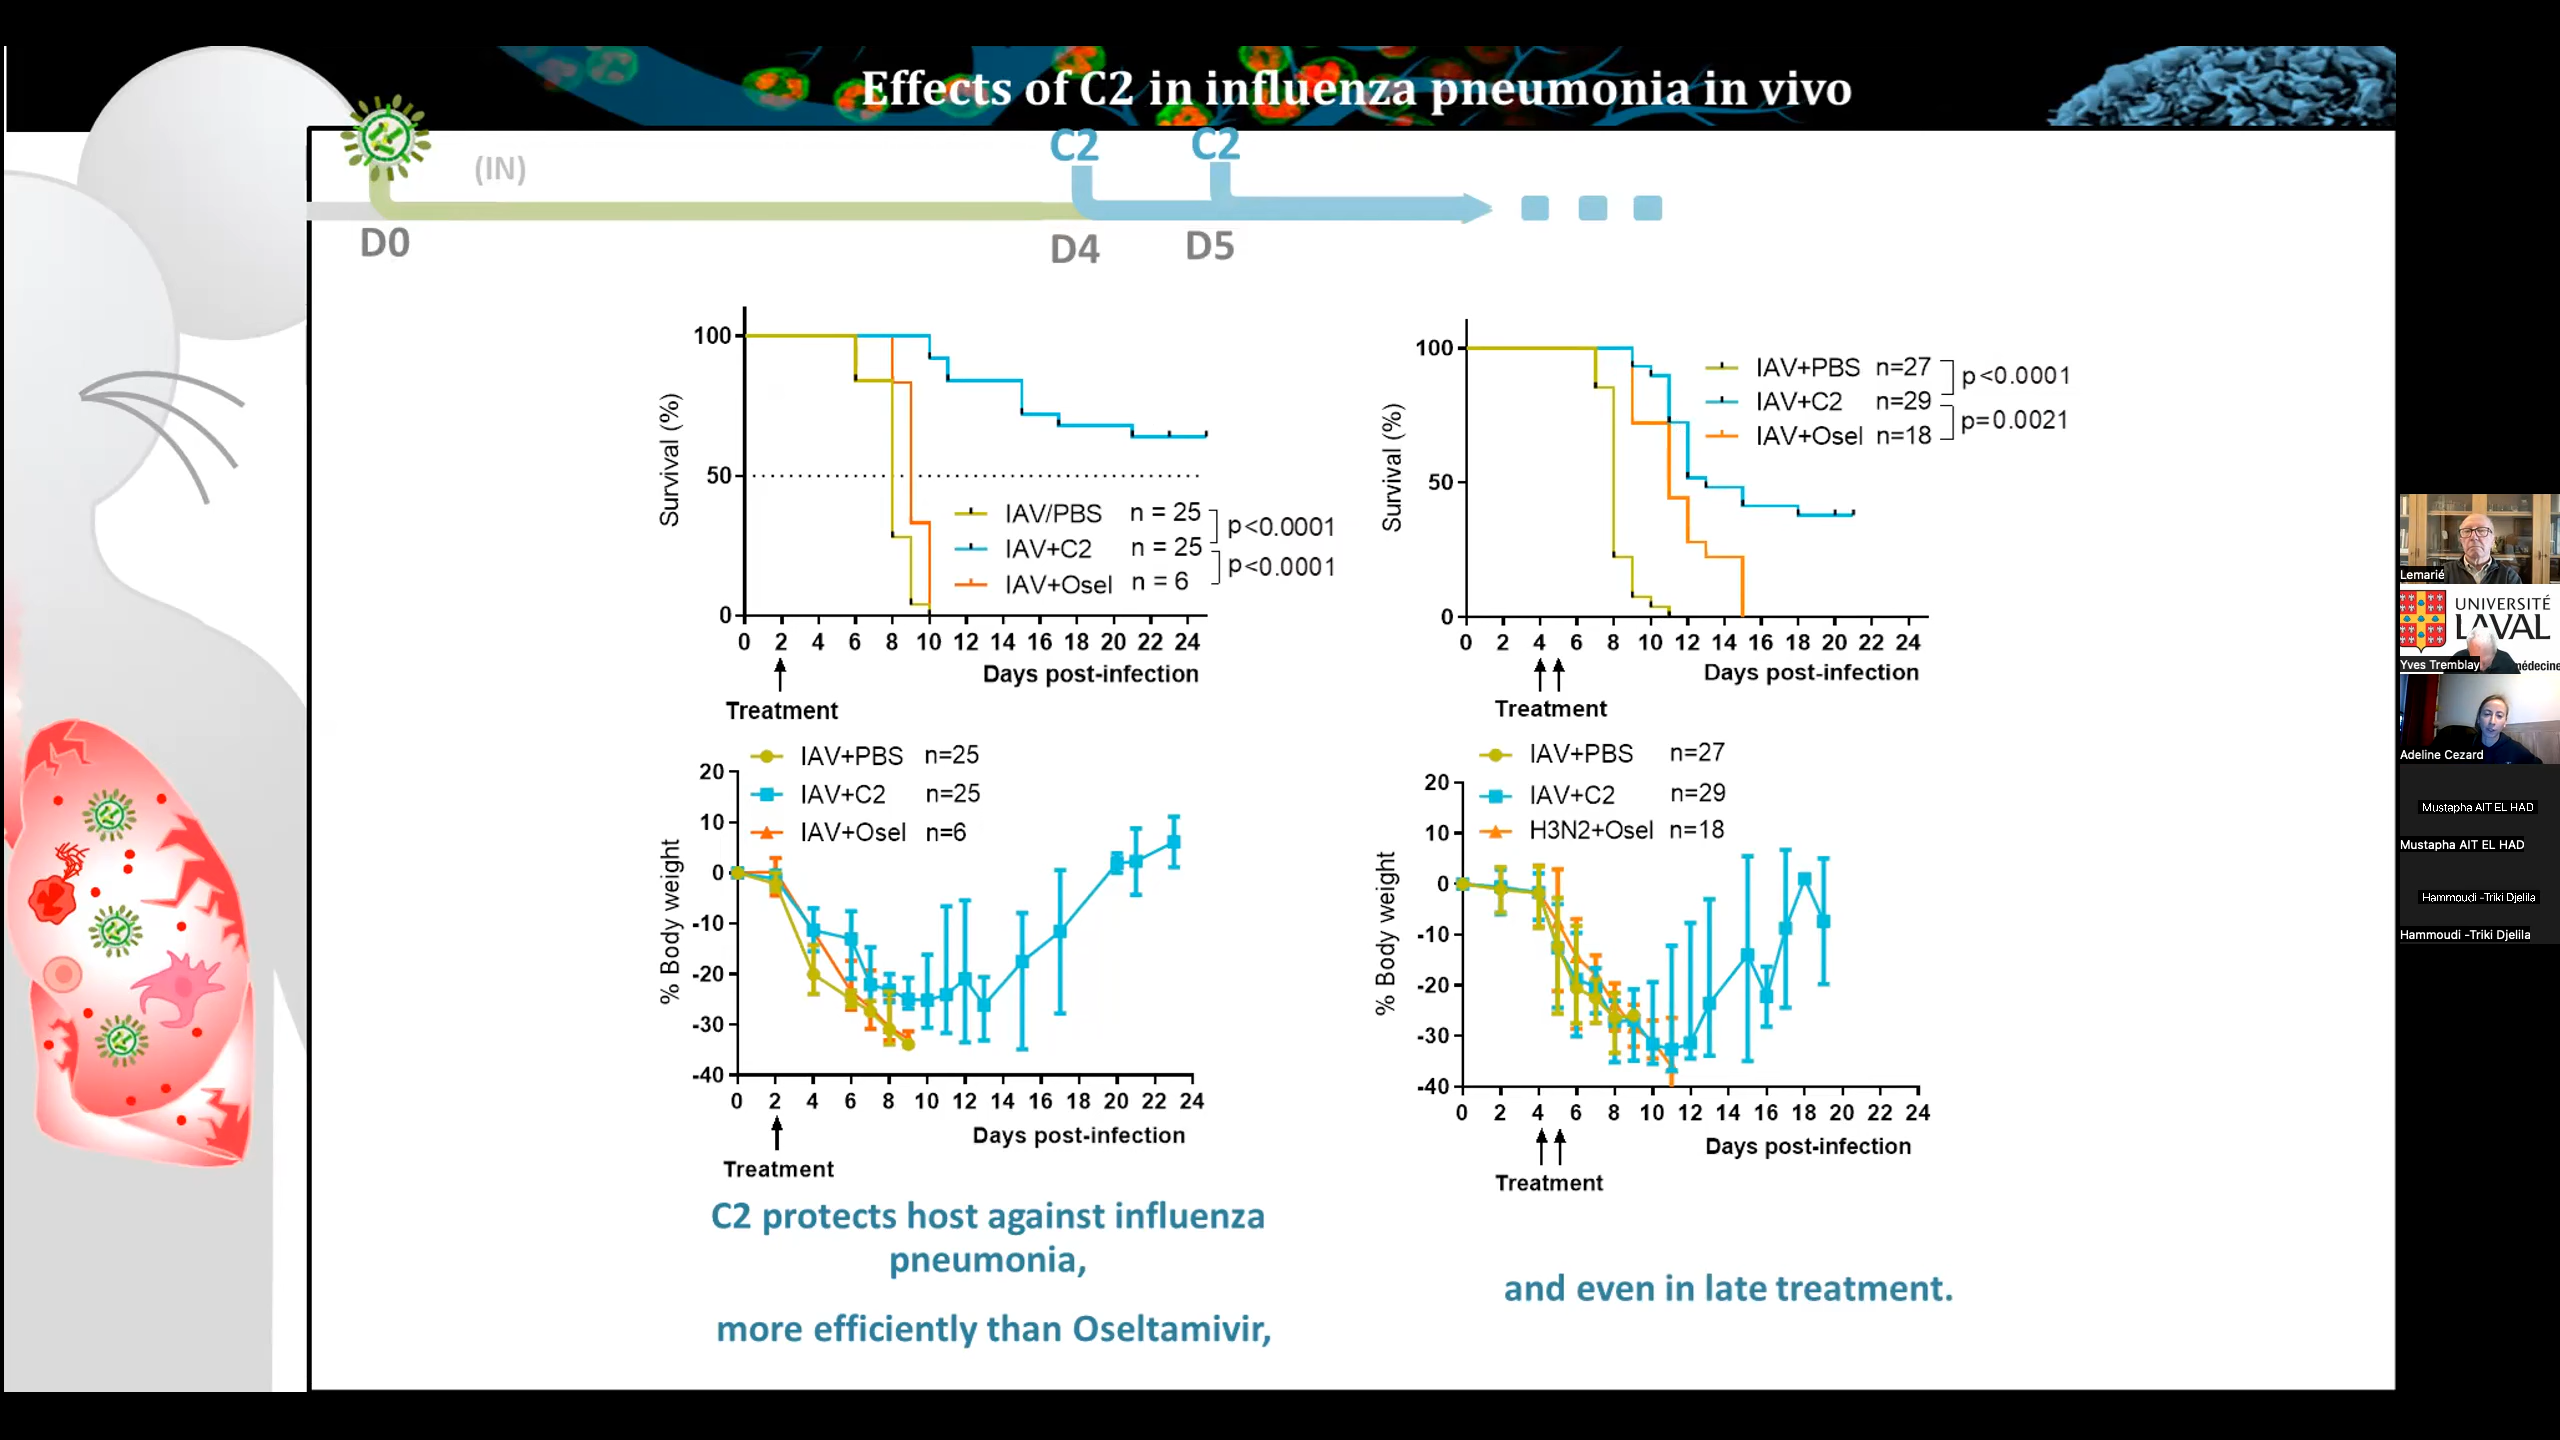 Effects of C2 in influenza pneumonia in vivo
(IN)
C2
C2
D0
D4
D5
Survival (%)
100
50
0
IAV/PBS n = 25
IAV+C2 n = 25
IAV+Osel n = 6
p<0.0001
p<0.0001
0 2 4 6 8 10 12 14 16 18 20 22 24
Days post-infection
Treatment
Survival (%)
100
50
0
IAV+PBS n=27
IAV+C2 n=29
IAV+Osel n=18
p<0.0001
p=0.0021
0 2 4 6 8 10 12 14 16 18 20 22 24
Days post-infection
Treatment
% Body weight
20
10
0
-10
-20
-30
-40
IAV+PBS n=25
IAV+C2 n=25
IAV+Osel n=6
0 2 4 6 8 10 12 14 16 18 20 22 24
Days post-infection
Treatment
% Body weight
20
10
0
-10
-20
-30
-40
IAV+PBS n=27
IAV+C2 n=29
H3N2+Osel n=18
0 2 4 6 8 10 12 14 16 18 20 22 24
Days post-infection
Treatment
C2 protects host against influenza
pneumonia,
more efficiently than Oseltamivir,
and even in late treatment.
Lemarié
UNIVERSITÉ
LAVAL
Yves Tremblay
Adeline Cezard
Mustapha AIT EL HAD
Mustapha AIT EL HAD
Hammoudi -Triki Djelila
Hammoudi -Triki Djelila